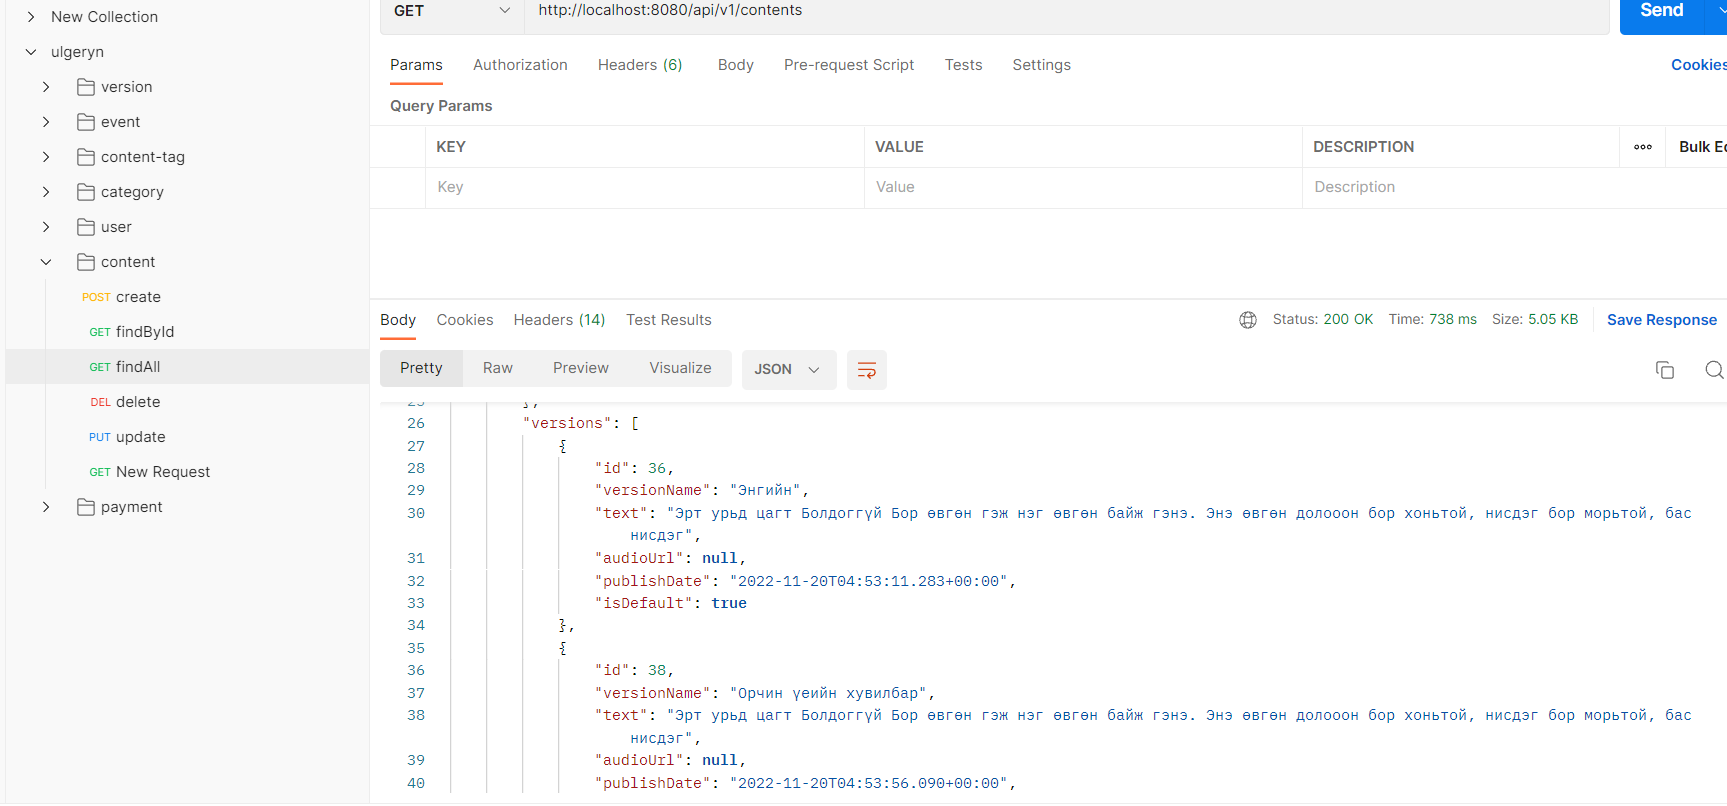 New Collection
ulgeryn
version
event
content-tag
category
user
content
POST create
GET findById
GET findAll
DEL delete
PUT update
GET New Request
payment
GET http://localhost:8080/api/v1/contents Send
Params Authorization Headers (6) Body Pre-request Script Tests Settings Cookies
Query Params
KEY VALUE DESCRIPTION ooo Bulk Ec
Key Value Description
Body Cookies Headers (14) Test Results Status: 200 OK Time: 738 ms Size: 5.05 KB Save Response
Pretty Raw Preview Visualize JSON
25 },
26 "versions": [
27 {
28 "id": 36,
29 "versionName": "Энгийн",
30 "text": "Эрт урьд цагт Болдоггүй Бор өвгөн гэж нэг өвгөн байж гэнэ. Энэ өвгөн долооон бор хоньтой, нисдэг бор морьтой, бас
нисдэг",
31 "audioUrl": null,
32 "publishDate": "2022-11-20T04:53:11.283+00:00",
33 "isDefault": true
34 },
35 {
36 "id": 38,
37 "versionName": "Орчин үеийн хувилбар",
38 "text": "Эрт урьд цагт Болдоггүй Бор өвгөн гэж нэг өвгөн байж гэнэ. Энэ өвгөн долооон бор хоньтой, нисдэг бор морьтой, бас
нисдэг",
39 "audioUrl": null,
40 "publishDate": "2022-11-20T04:53:56.090+00:00",